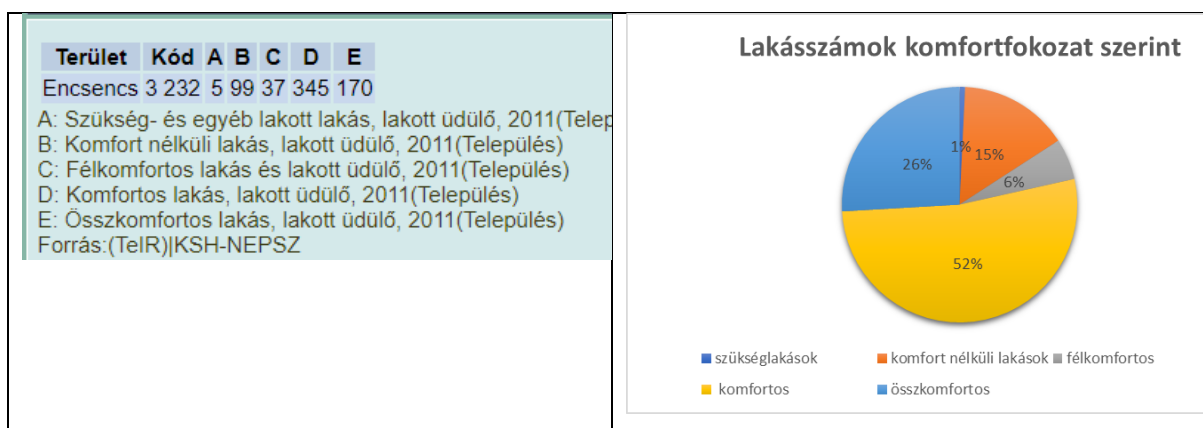 Terület Kód A B C D E
Encsencs 3 232 5 99 37 345 170
A: Szükség- és egyéb lakott lakás, lakott üdülő, 2011(Telep
B: Komfort nélküli lakás, lakott üdülő, 2011(Település)
C: Félkomfortos lakás és lakott üdülő, 2011(Település)
D: Komfortos lakás, lakott üdülő, 2011(Település)
E: Összkomfortos lakás, lakott üdülő, 2011(Település)
Forrás:(TeIR)|KSH-NEPSZ
Lakásszámok komfortfokozat szerint
1%
15%
26%
6%
52%
szükséglakások komfort nélküli lakások félkomfortos
komfortos összkomfortos